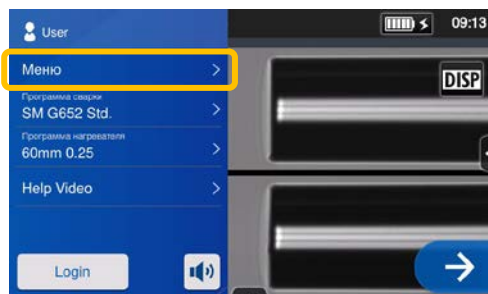 User
09:13
Меню
DISP
Программа сварки
SM G652 Std.
Программа нагревателя
60mm 0.25
Help Video
Login